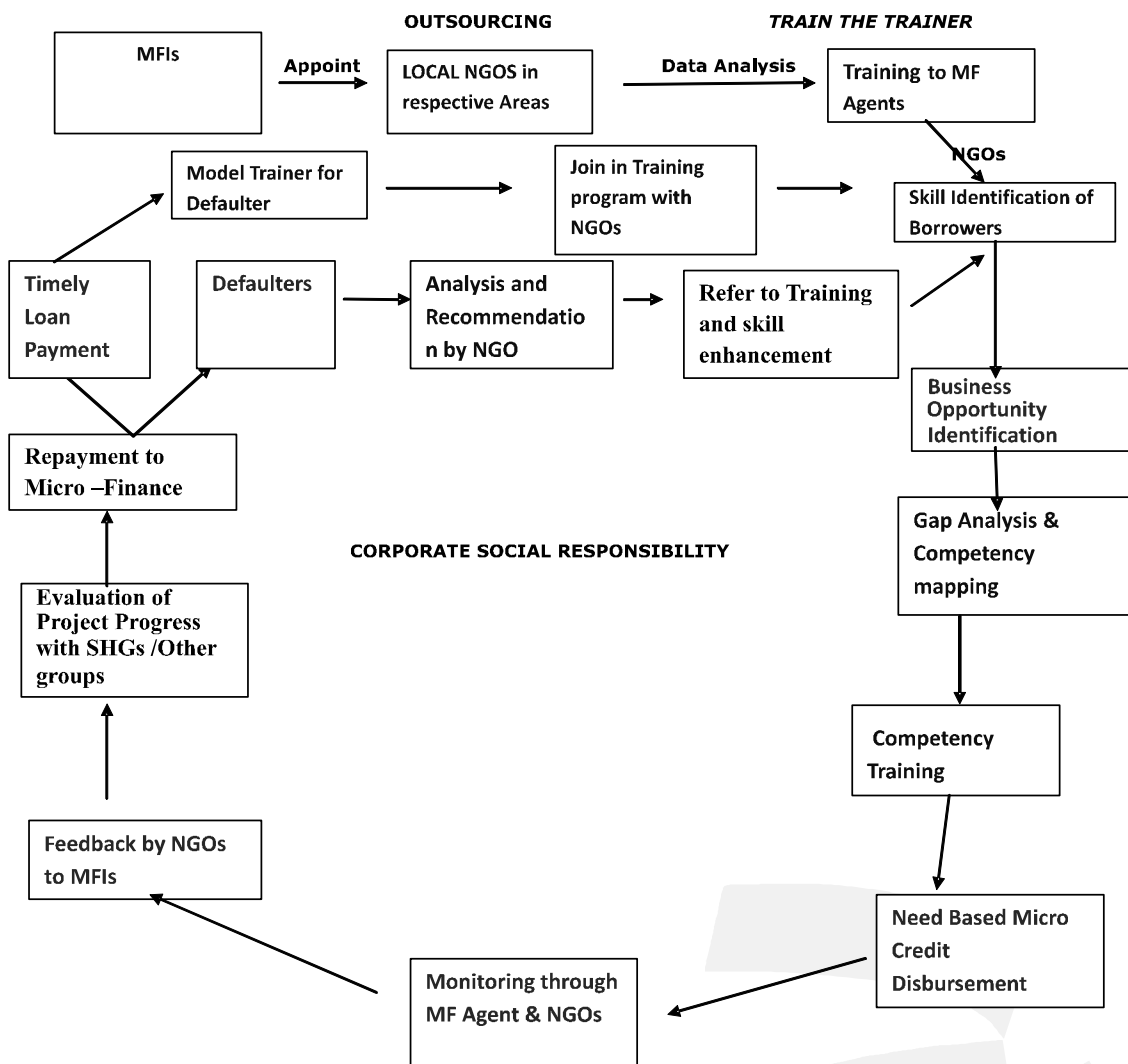 OUTSOURCING
TRAIN THE TRAINER
MFIs
Appoint
LOCAL NGOS in
respective Areas
Data Analysis
Training to MF
Agents
NGOs
Model Trainer for
Defaulter
Join in Training
program with
NGOs
Skill Identification of
Borrowers
Timely
Loan
Payment
Defaulters
Analysis and
Recommendatio
n by NGO
Refer to Training
and skill
enhancement
Business
Opportunity
Identification
Repayment to
Micro –Finance
Gap Analysis &
Competency
mapping
CORPORATE SOCIAL RESPONSIBILITY
Evaluation of
Project Progress
with SHGs /Other
groups
Competency
Training
Feedback by NGOs
to MFIs
Need Based Micro
Credit
Disbursement
Monitoring through
MF Agent & NGOs